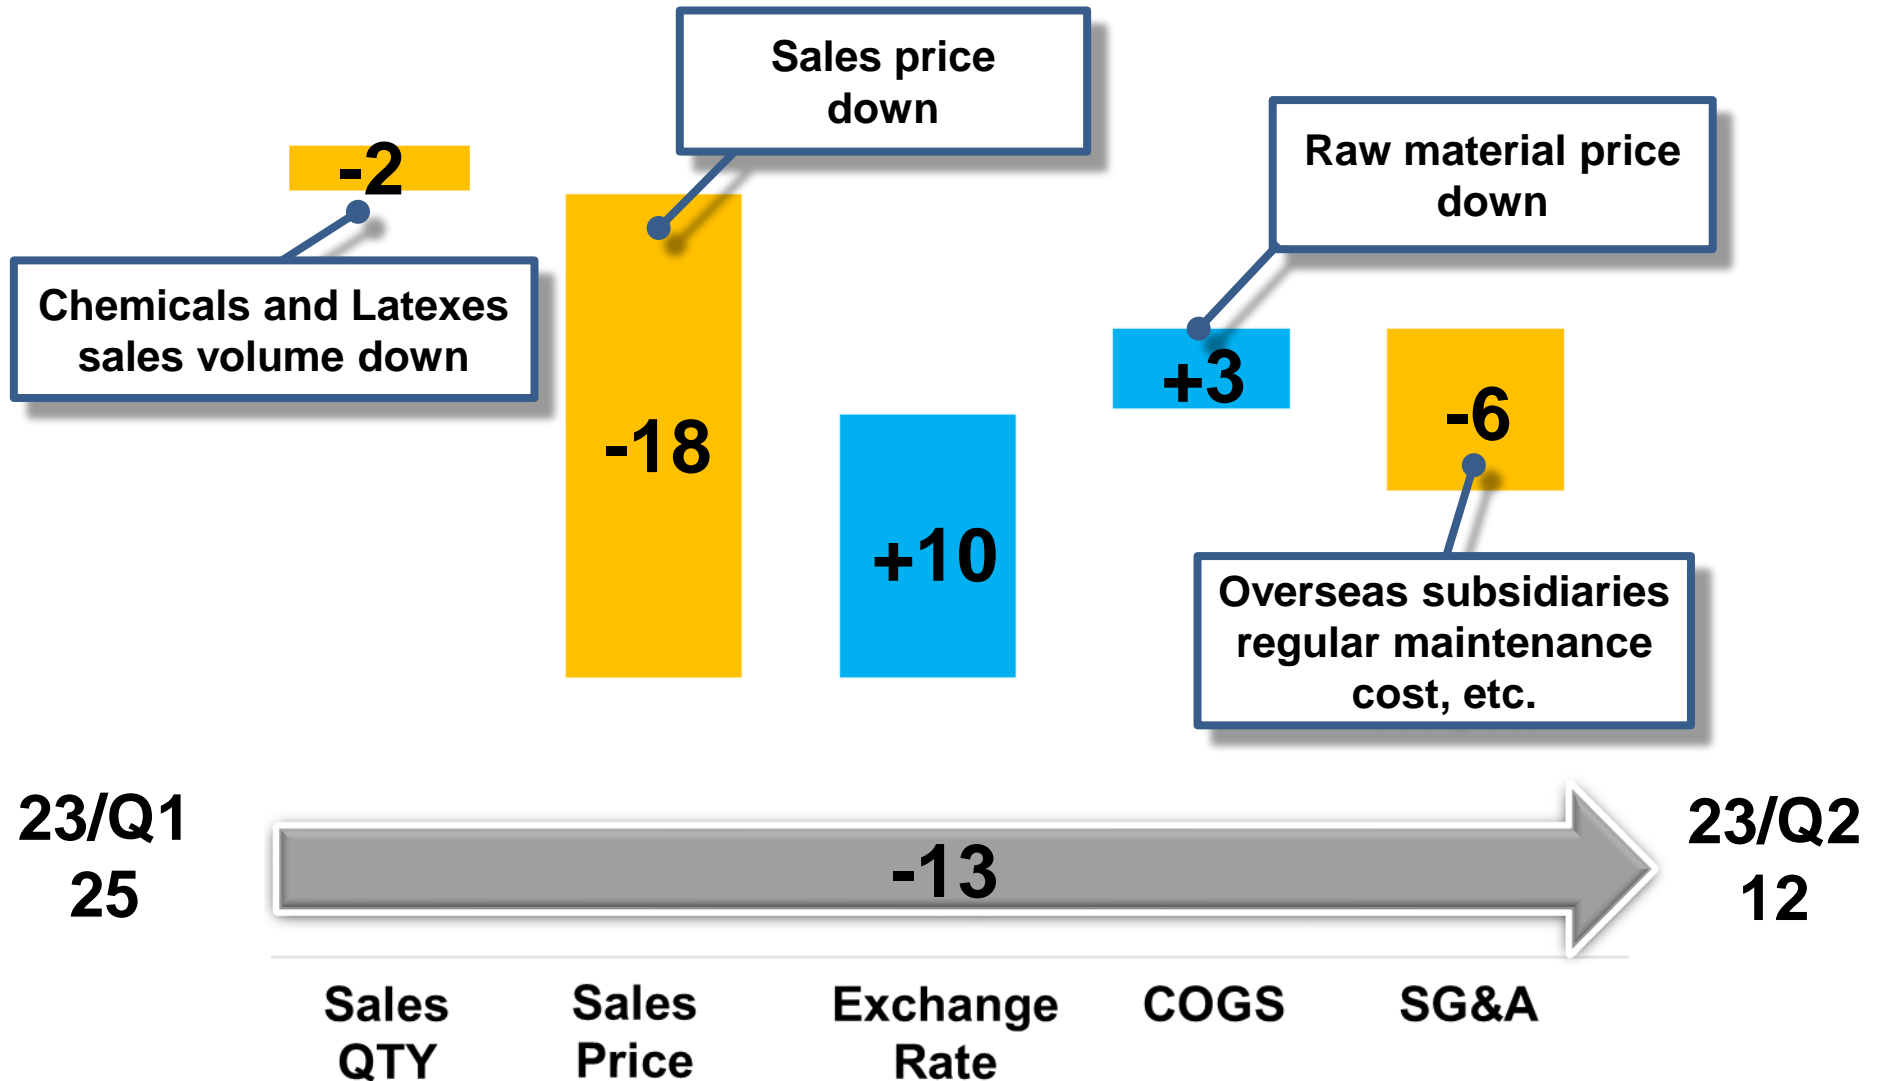 Sales price
down
Raw material price
down
-2
Chemicals and Latexes
sales volume down
-18
+10
+3
-6
Overseas subsidiaries
regular maintenance
cost, etc.
23/Q1
25
-13
23/Q2
12
Sales
QTY
Sales
Price
Exchange
Rate
COGS
SG&A